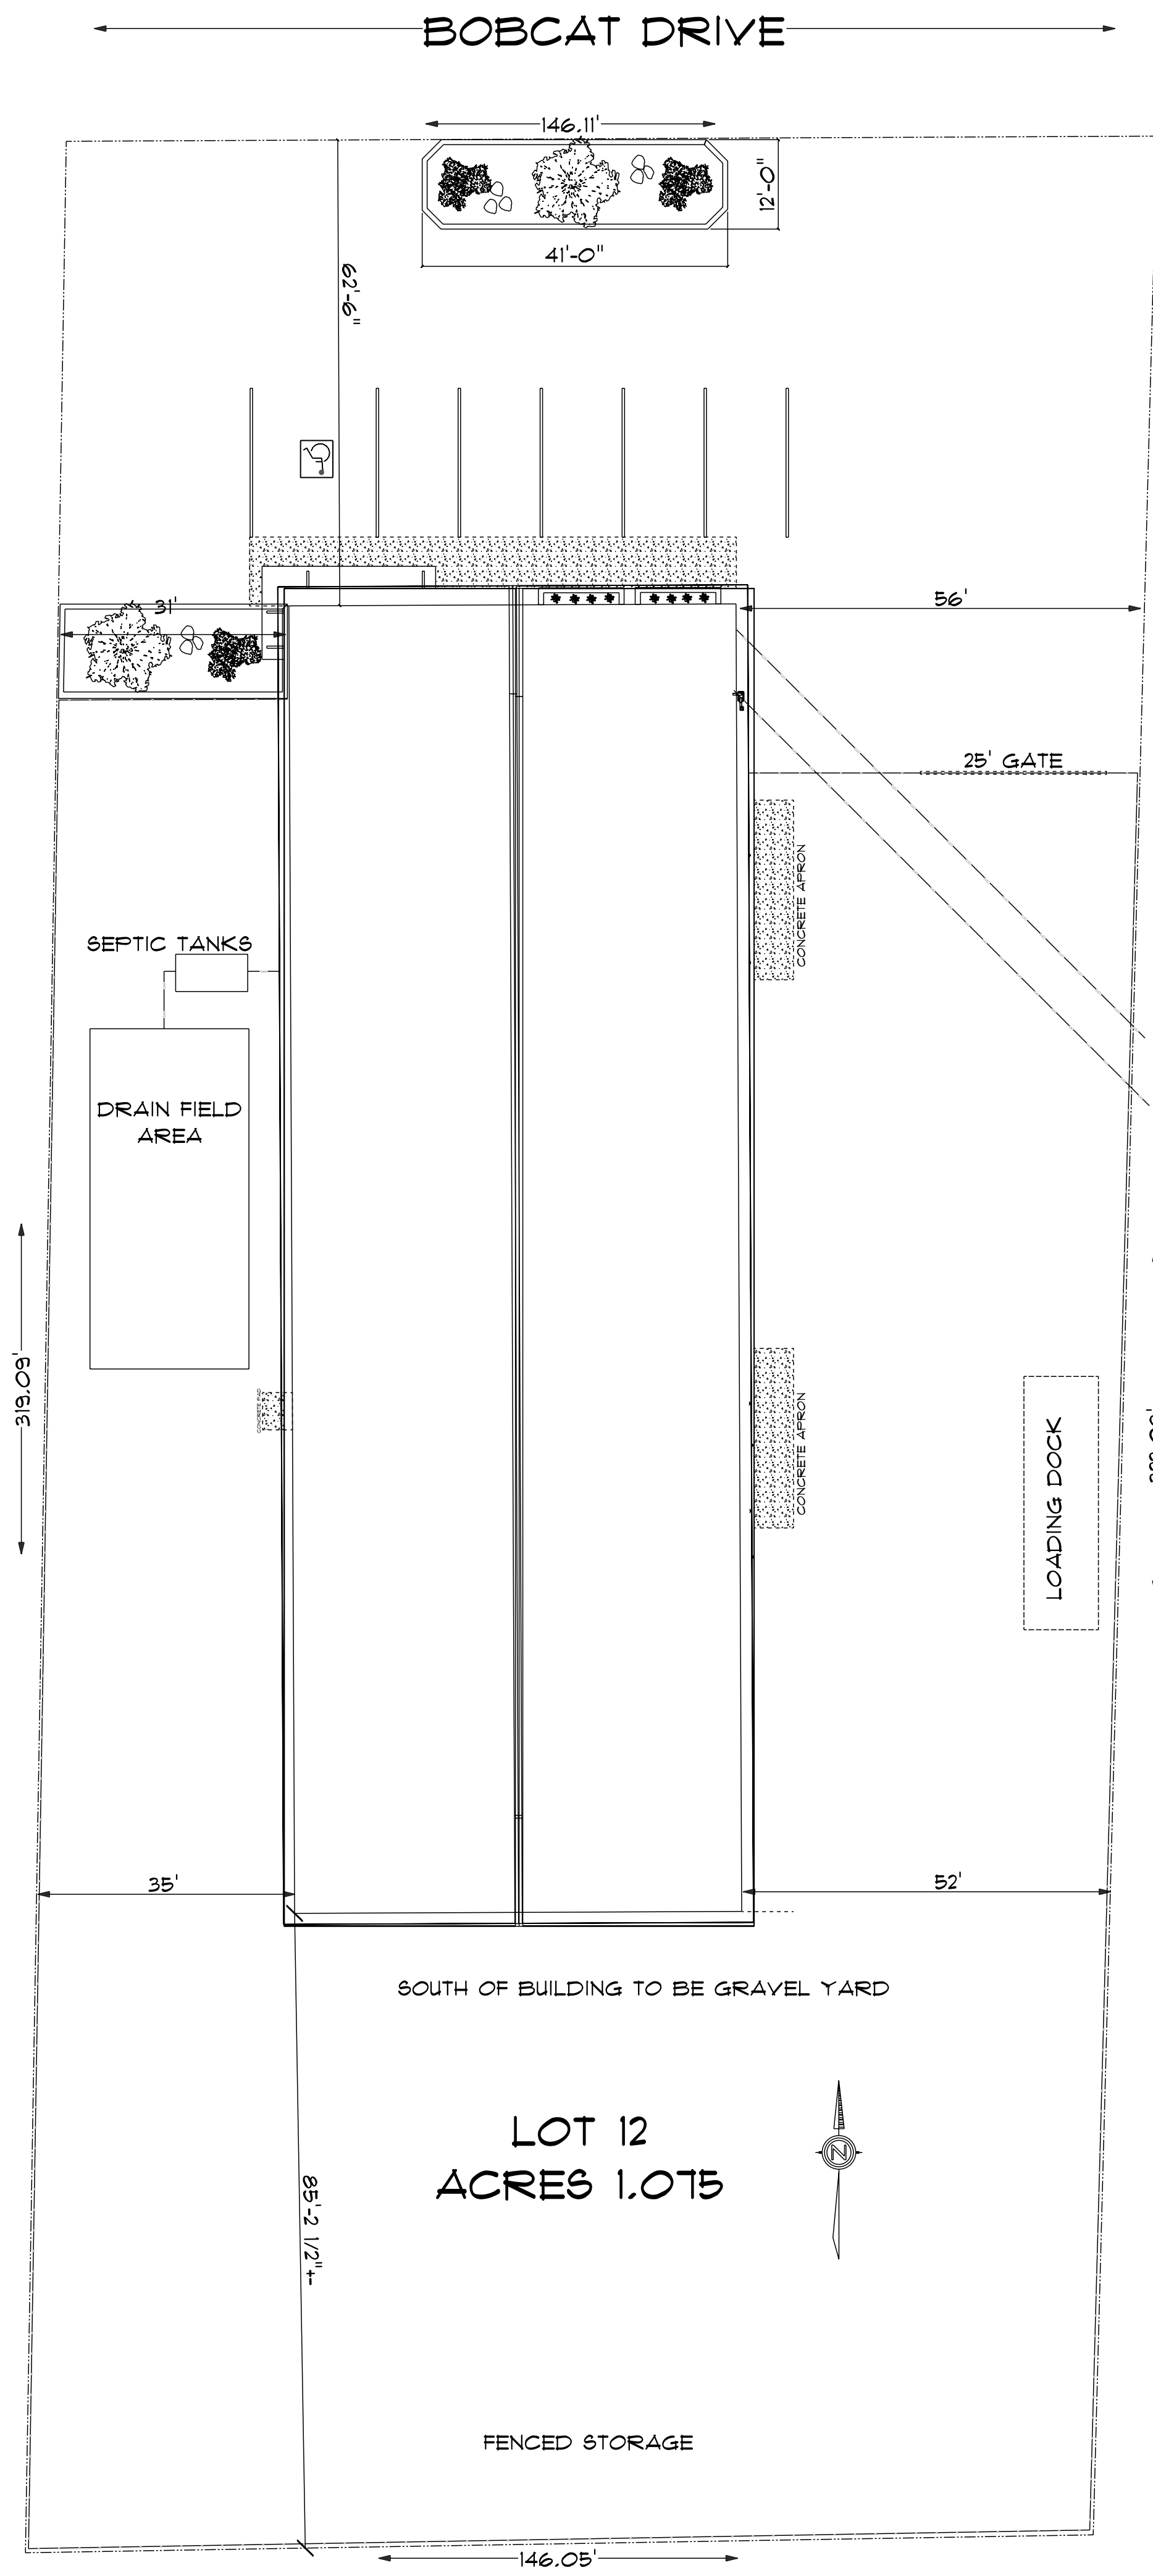 BOBCAT DRIVE
146.11'
12'-0"
41'-0"
62'-6"
31'
56'
25' GATE
CONCRETE APRON
SEPTIC TANKS
DRAIN FIELD
AREA
319.09'
CONCRETE PAD
CONCRETE APRON
LOADING DOCK
35'
52'
SOUTH OF BUILDING TO BE GRAVEL YARD
LOT 12
ACRES 1.075
N
85'-2 1/2"+-
FENCED STORAGE
146.05'